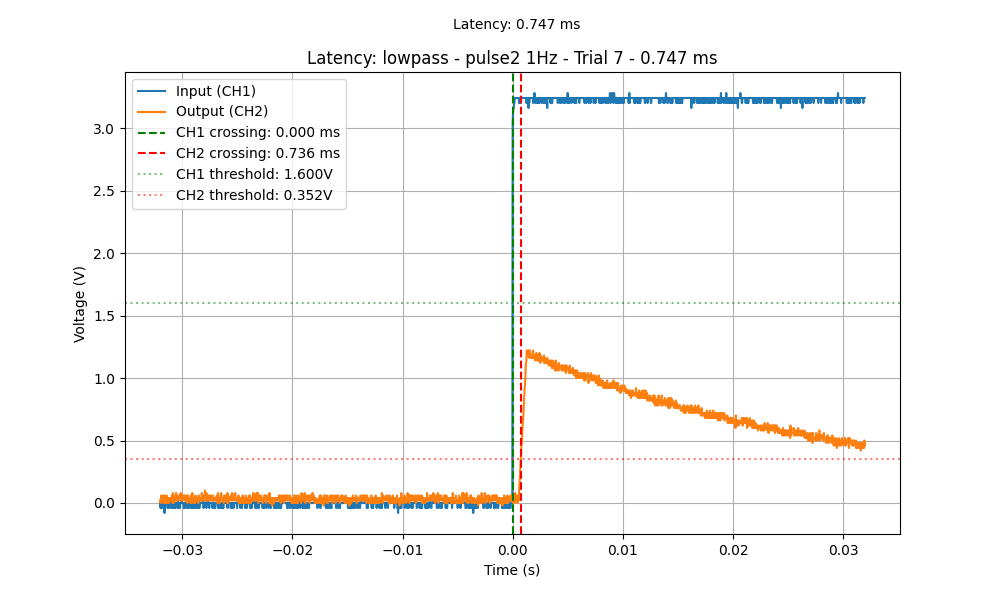 Latency: 0.747 ms
Latency: lowpass - pulse2 1Hz - Trial 7 - 0.747 ms
Input (CH1)
Output (CH2)
CH1 crossing: 0.000 ms
CH2 crossing: 0.736 ms
CH1 threshold: 1.600V
CH2 threshold: 0.352V
Voltage (V)
3.0
2.5
2.0
1.5
1.0
0.5
0.0
−0.03 −0.02 −0.01 0.00 0.01 0.02 0.03
Time (s)